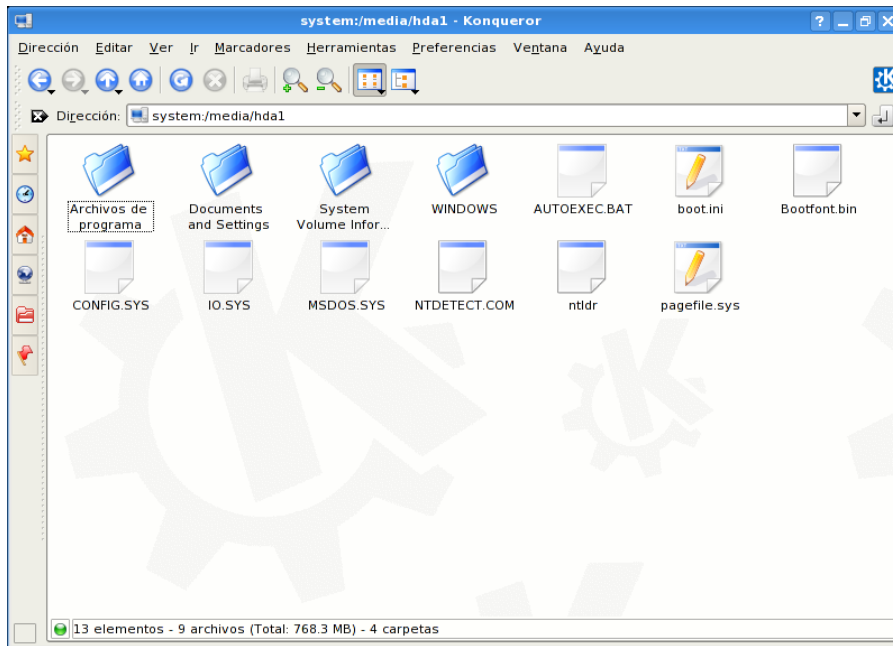 system:/media/hda1 - Konqueror
Dirección Editar Ver Ir Marcadores Herramientas Preferencias Ventana Ayuda
Dirección: system:/media/hda1
Archivos de programa
Documents and Settings
System Volume Infor...
WINDOWS
AUTOEXEC.BAT
boot.ini
Bootfont.bin
CONFIG.SYS
IO.SYS
MSDOS.SYS
NTDETECT.COM
ntldr
pagefile.sys
13 elementos - 9 archivos (Total: 768.3 MB) - 4 carpetas